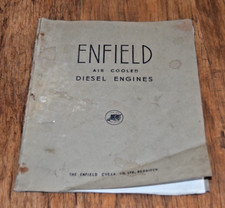 ENFIELD
AIR COOLED
DIESEL ENGINES
THE ENFIELD CYCLE CO. LTD. REDDITCH